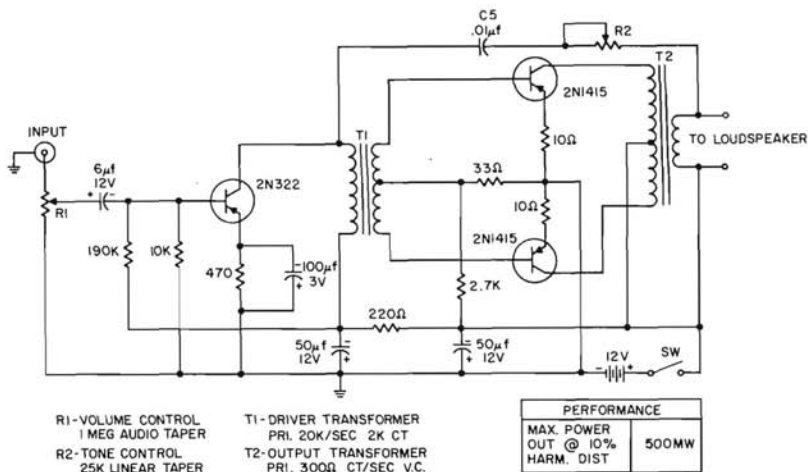 C5
.01µf
R2
T2
2N1415
INPUT
T1
10Ω
TO LOUDSPEAKER
6µf
12V
+ -
2N322
33Ω
R1
10Ω
2N1415
190K
10K
470
-100µf
+ 3V
2.7K
220Ω
50µf -
12V +
- 50µf
+ 12V
12V
- +
SW
R1-VOLUME CONTROL
1 MEG AUDIO TAPER
R2-TONE CONTROL
25K LINEAR TAPER
T1-DRIVER TRANSFORMER
PRI. 20K/SEC 2K CT
T2-OUTPUT TRANSFORMER
PRI. 300Ω CT/SEC V.C.
PERFORMANCE
MAX. POWER
OUT @ 10%
HARM. DIST
500MW